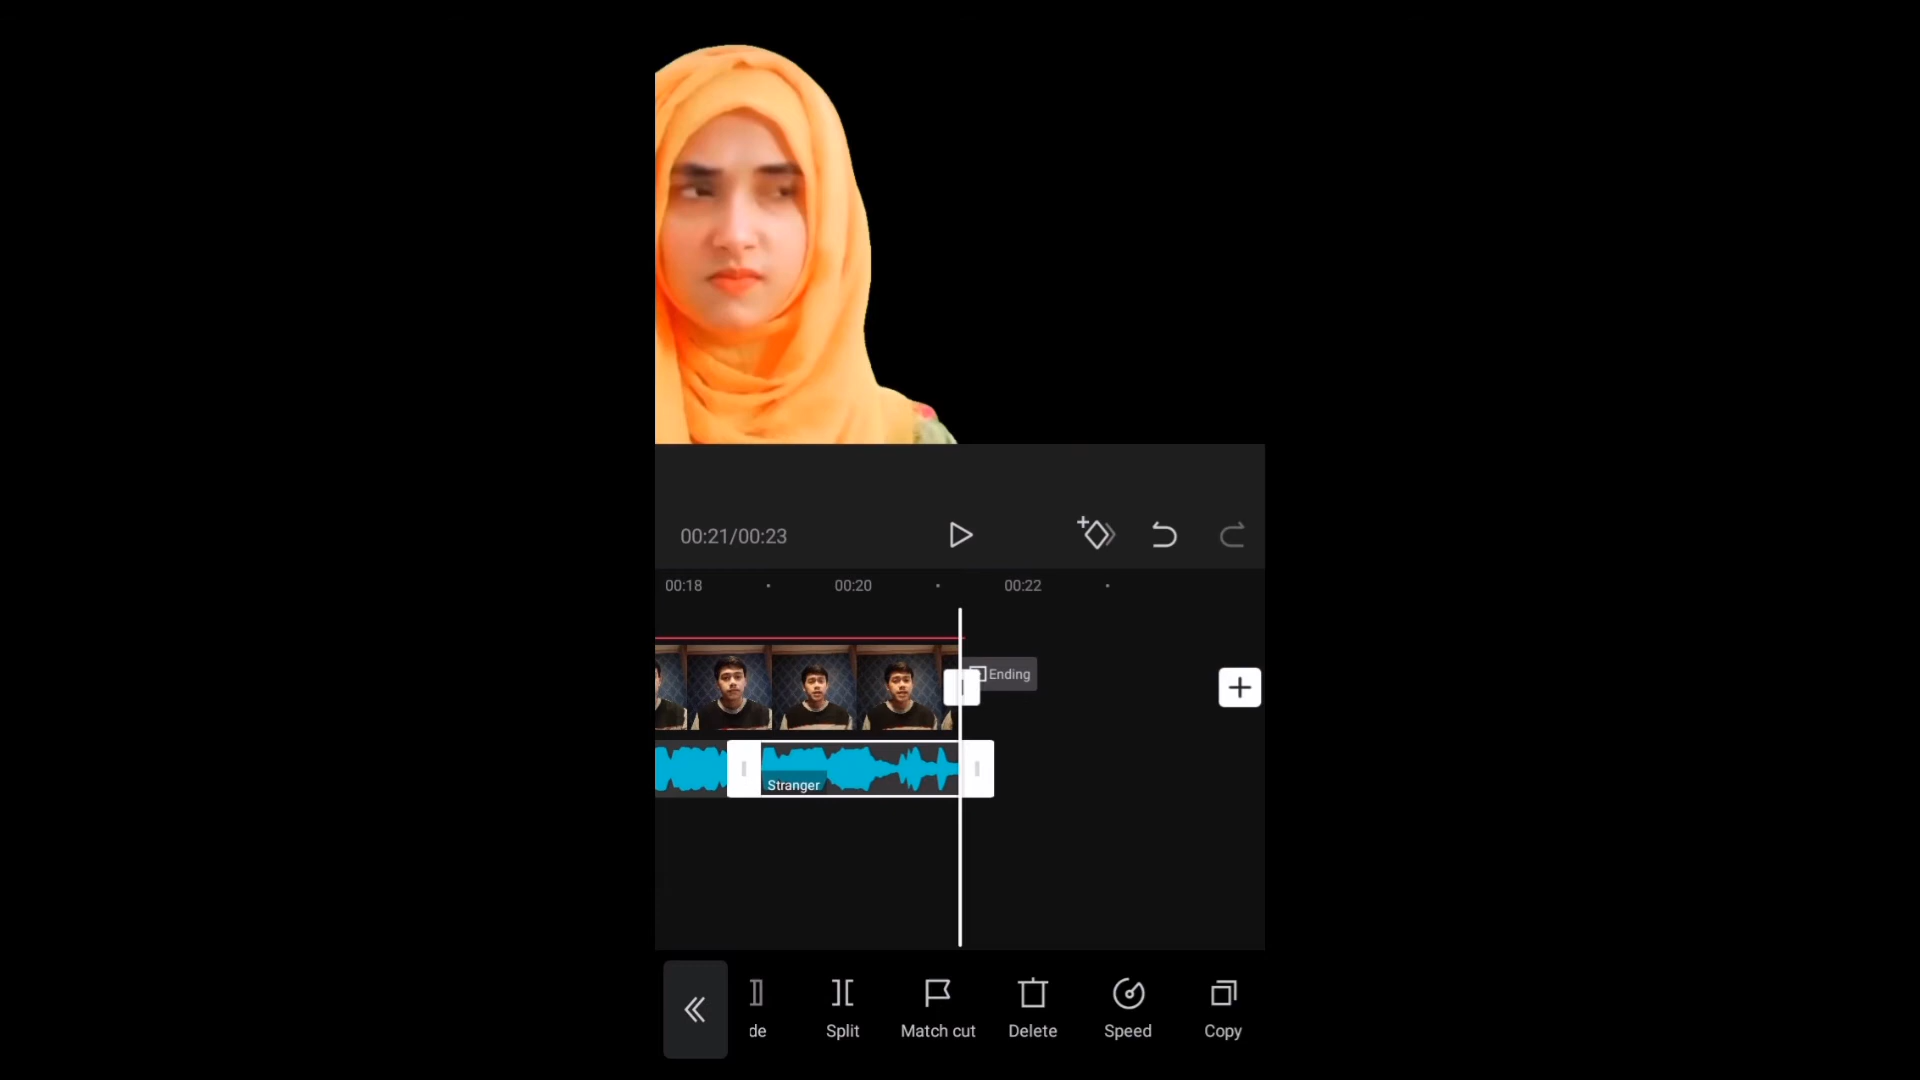 00:21/00:23
00:18
00:20
00:22
Ending
Stranger
de
Split
Match cut
Delete
Speed
Copy